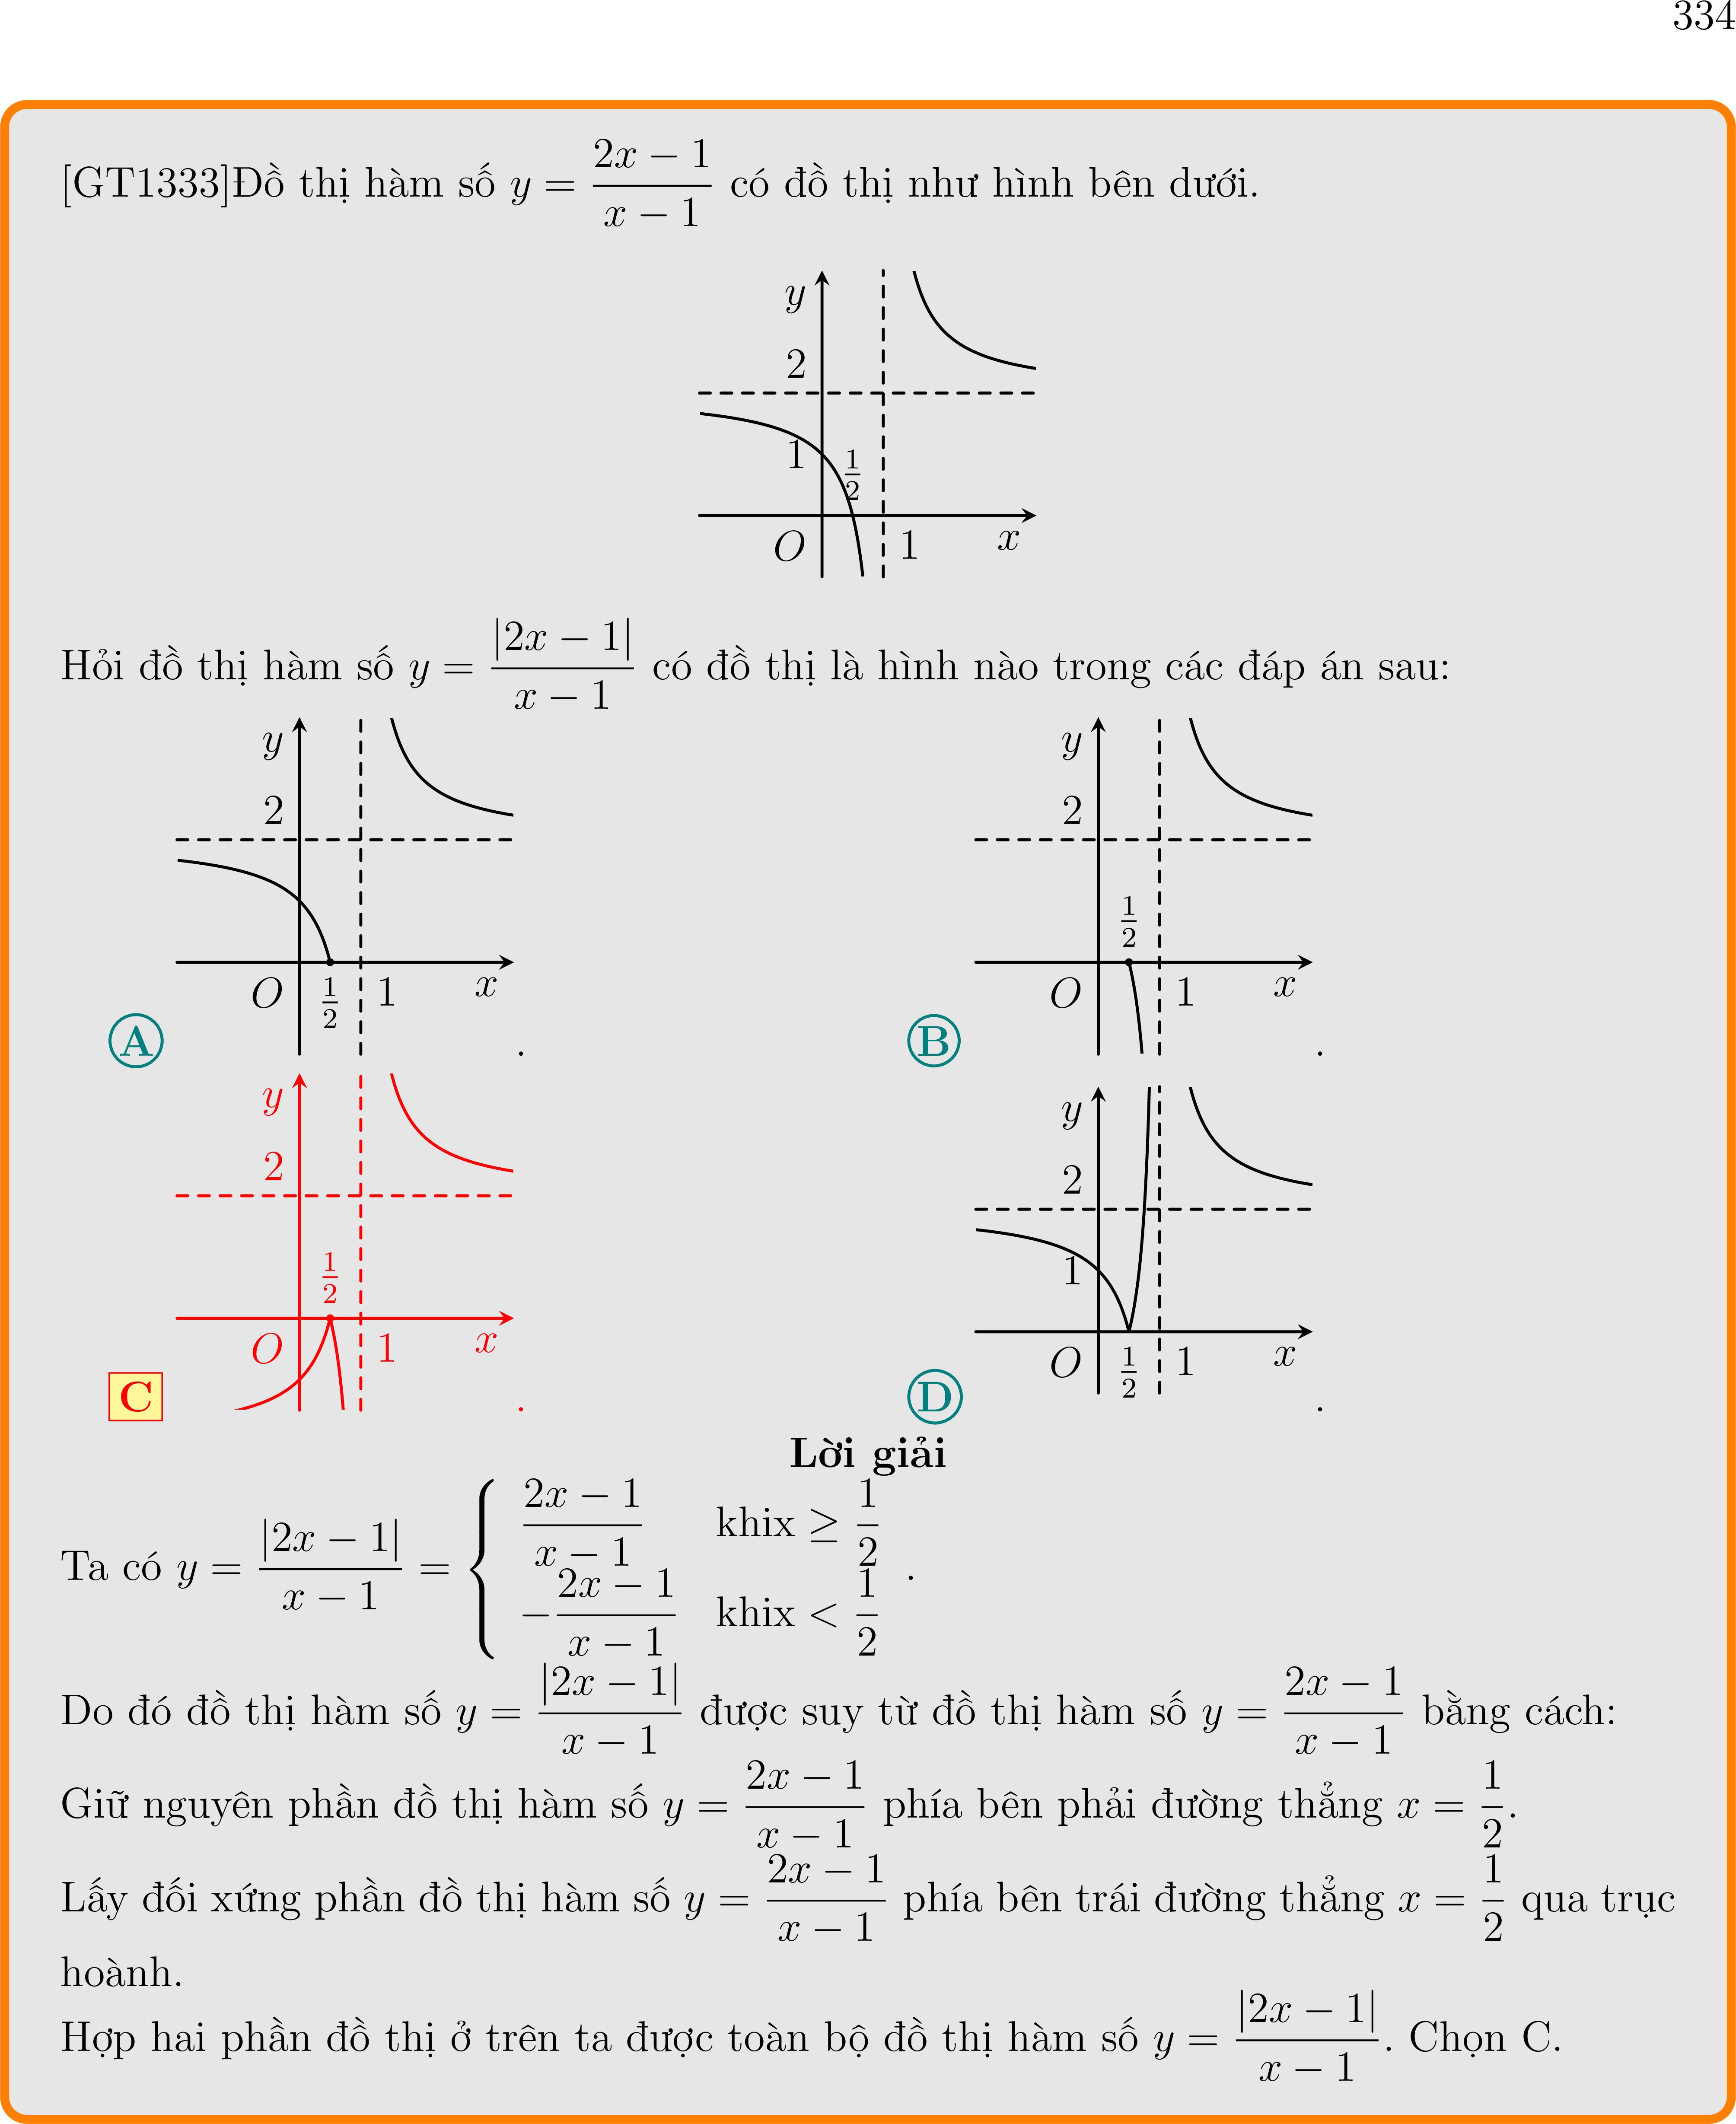 334
[GT1333]Đồ thị hàm số y = \frac{2x − 1}{x − 1} có đồ thị như hình bên dưới.
y
2
1
\frac{1}{2}
O
1
x
Hỏi đồ thị hàm số y = \frac{|2x − 1|}{x − 1} có đồ thị là hình nào trong các đáp án sau:
y
2
O
\frac{1}{2}
1
x
A
.
y
2
\frac{1}{2}
O
1
x
B
.
y
2
\frac{1}{2}
O
1
x
C
.
y
2
1
O
\frac{1}{2}
1
x
D
.
Lời giải
Ta có y = \frac{|2x − 1|}{x − 1} = \begin{cases} \frac{2x − 1}{x − 1} & khix ≥ \frac{1}{2} \\ −\frac{2x − 1}{x − 1} & khix < \frac{1}{2} \end{cases} .
Do đó đồ thị hàm số y = \frac{|2x − 1|}{x − 1} được suy từ đồ thị hàm số y = \frac{2x − 1}{x − 1} bằng cách:
Giữ nguyên phần đồ thị hàm số y = \frac{2x − 1}{x − 1} phía bên phải đường thẳng x = \frac{1}{2}.
Lấy đối xứng phần đồ thị hàm số y = \frac{2x − 1}{x − 1} phía bên trái đường thẳng x = \frac{1}{2} qua trục
hoành.
Hợp hai phần đồ thị ở trên ta được toàn bộ đồ thị hàm số y = \frac{|2x − 1|}{x − 1}. Chọn C.